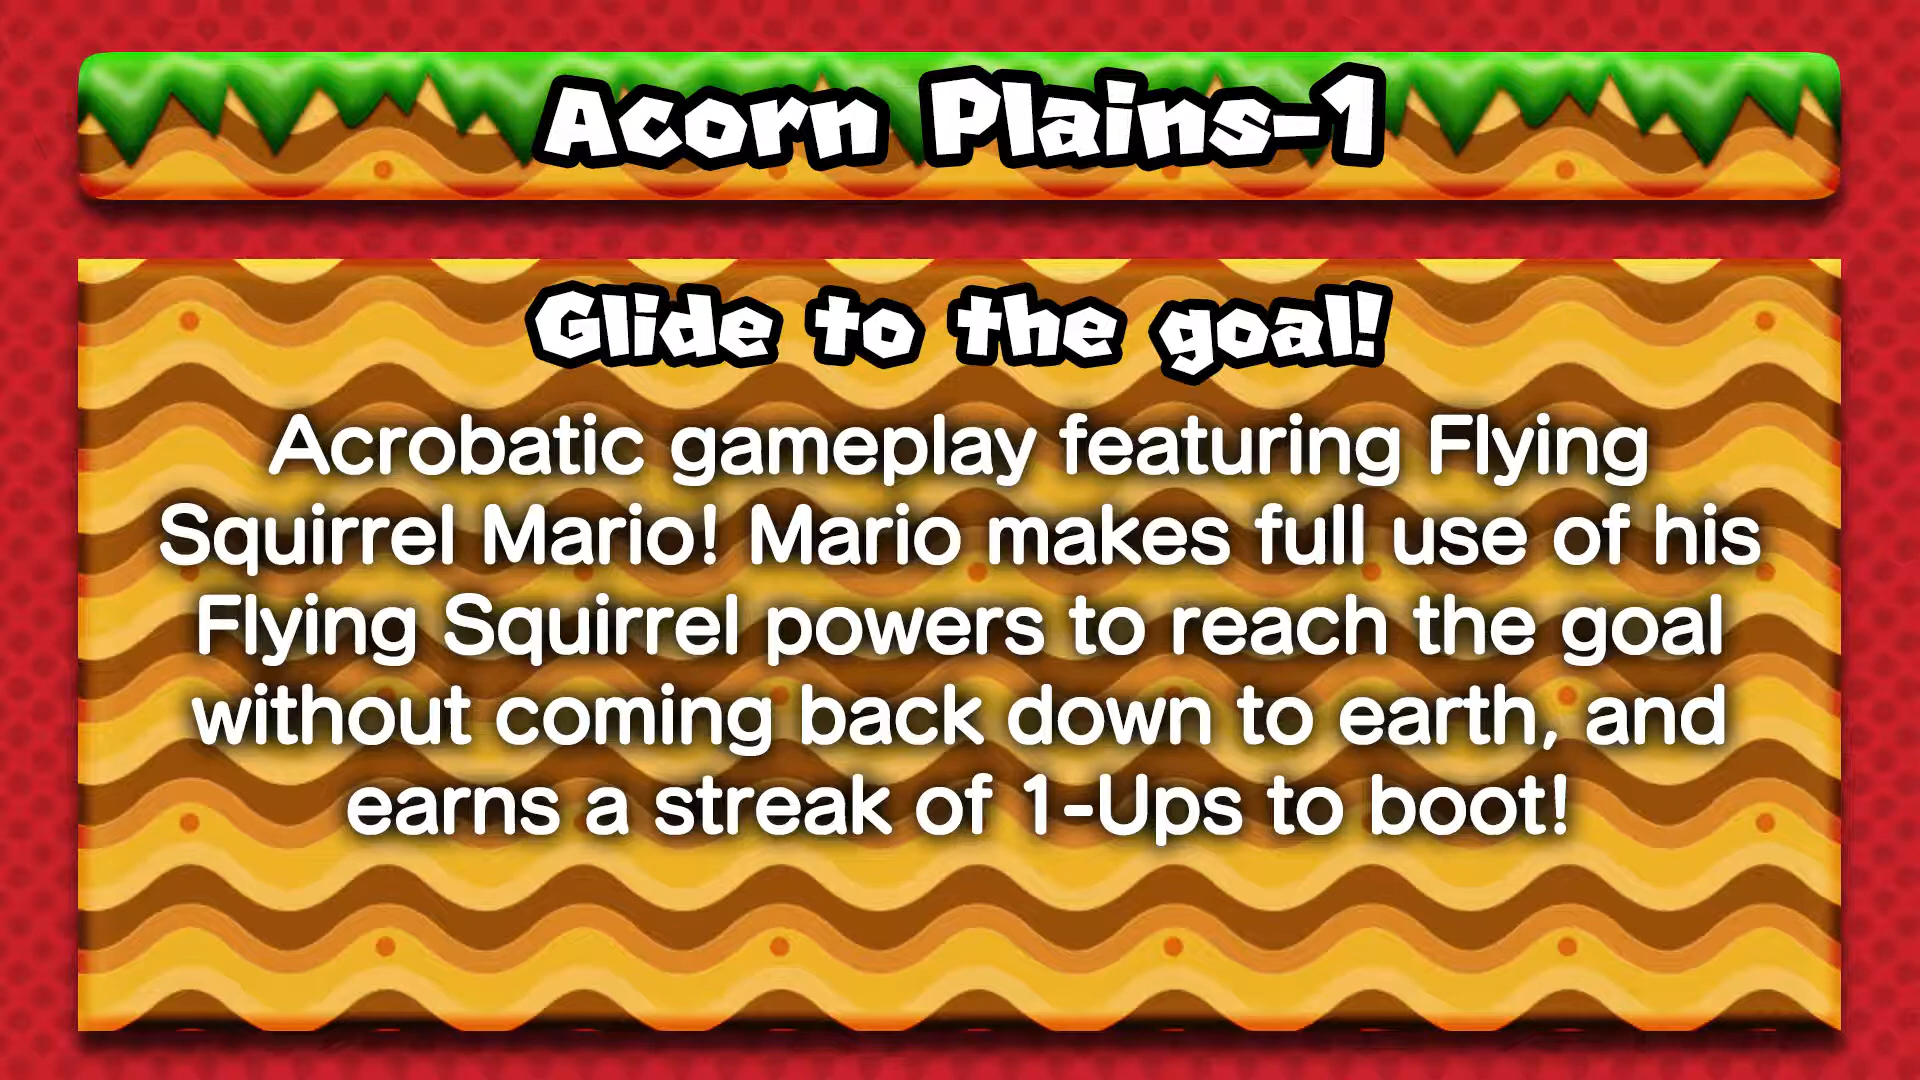 Acorn Plains-1
Glide to the goal!
Acrobatic gameplay featuring Flying
Squirrel Mario! Mario makes full use of his
Flying Squirrel powers to reach the goal
without coming back down to earth, and
earns a streak of 1-Ups to boot!